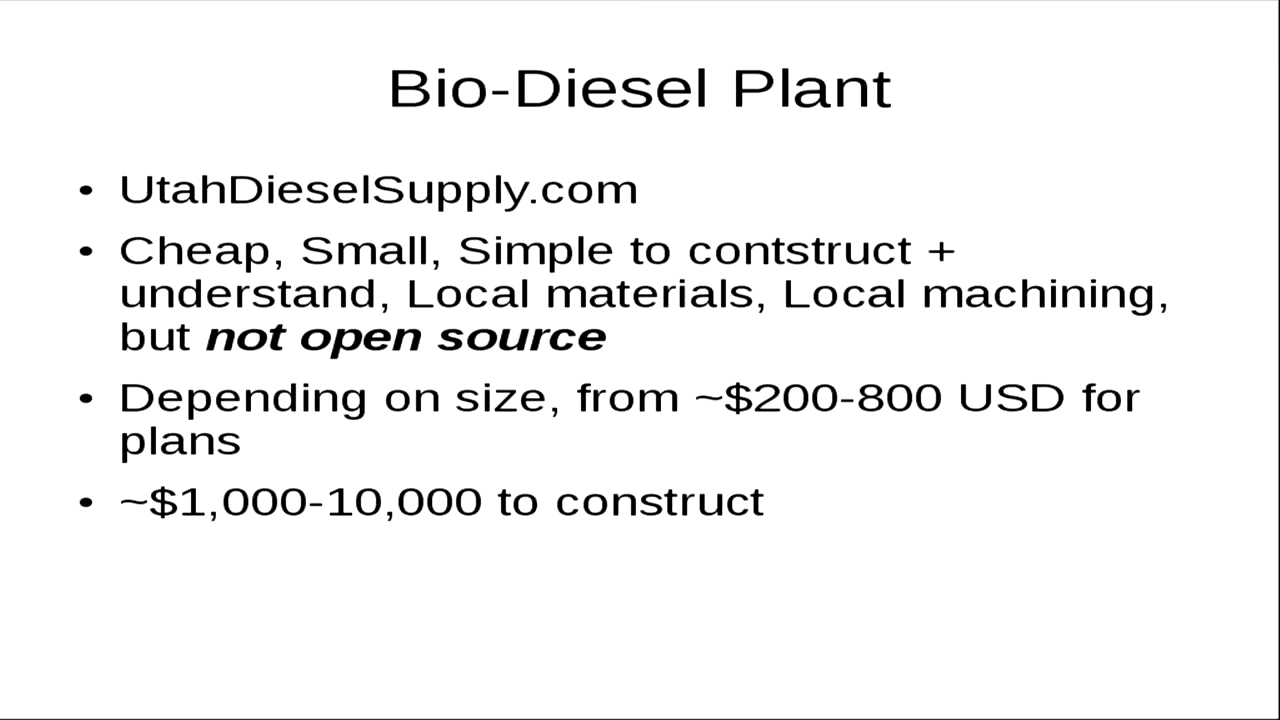 Bio-Diesel Plant
• UtahDieselSupply.com
• Cheap, Small, Simple to contstruct +
understand, Local materials, Local machining,
but not open source
• Depending on size, from ~$200-800 USD for
plans
• ~$1,000-10,000 to construct